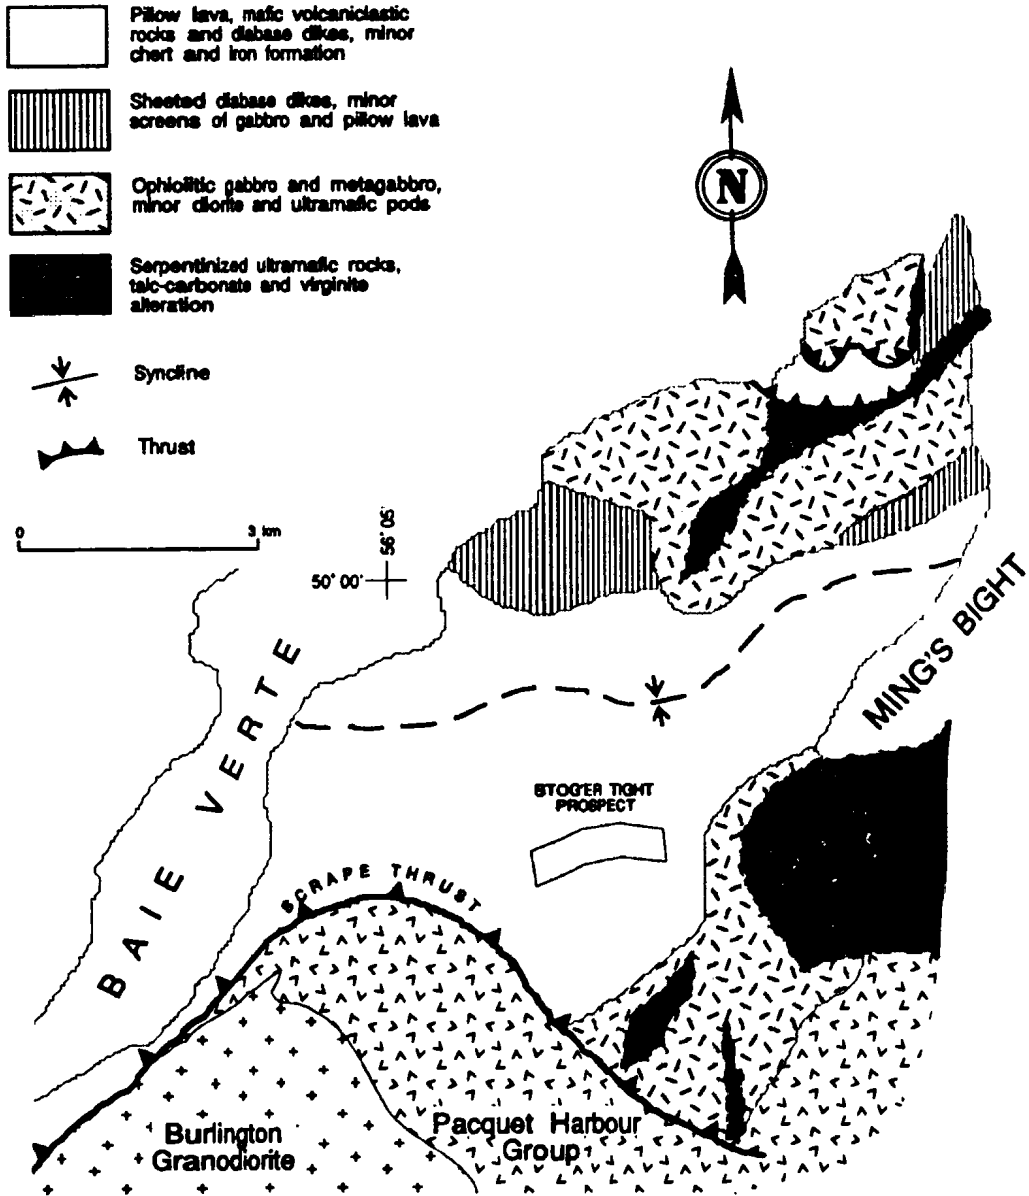 Pillow lava, mafic volcaniclastic
rocks and diabase dikes, minor
chert and iron formation
Sheeted diabase dikes, minor
screens of gabbro and pillow lava
Ophiolitic gabbro and metagabbro,
minor diorite and ultramafic pods
Serpentinized ultramafic rocks,
talc-carbonate and virginite
alteration
Syncline
Thrust
0 3 km
N
56° 05'
50° 00'
BAIE VERTE
MING'S BIGHT
STOG'ER TIGHT
PROSPECT
SCRAPE THRUST
Burlington
Granodiorite
Pacquet Harbour
Group